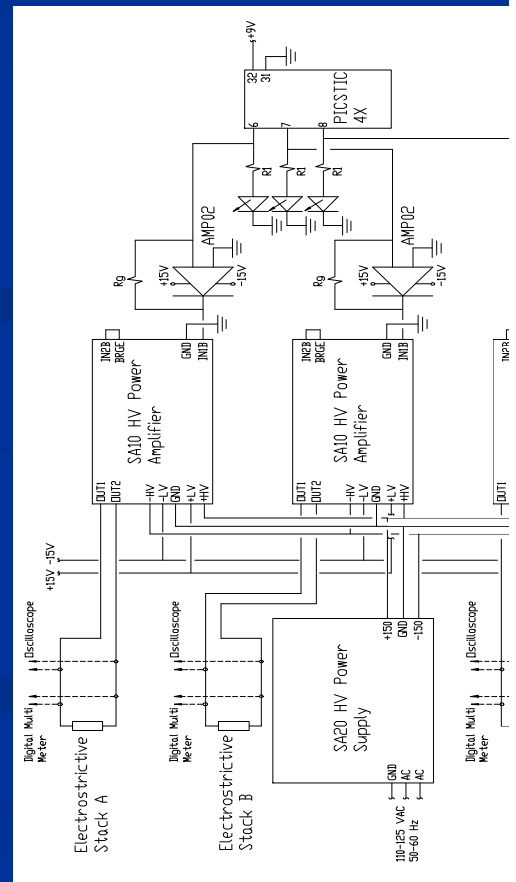 +9V
32
31
PICSTIC
4X
6
7
8
R1
R1
R1
AMP02
AMP02
Rg
+15V
-15V
Rg
+15V
-15V
IN2B
BRGE
GND
IN1B
SA10 HV Power
Amplifier
OUT1
OUT2
-HV
-LV
GND
+LV
+HV
IN2B
BRGE
GND
IN1B
SA10 HV Power
Amplifier
OUT1
OUT2
-HV
-LV
GND
+LV
+HV
IN2B
OUT1
+15V -15V
Oscilloscope
Digital Multi
Meter
Electrostrictive
Stack A
Oscilloscope
Digital Multi
Meter
Electrostrictive
Stack B
+150
GND
-150
SA20 HV Power
Supply
GND
AC
AC
110-125 VAC
50-60 Hz
Oscilloscope
Digital Multi
Meter